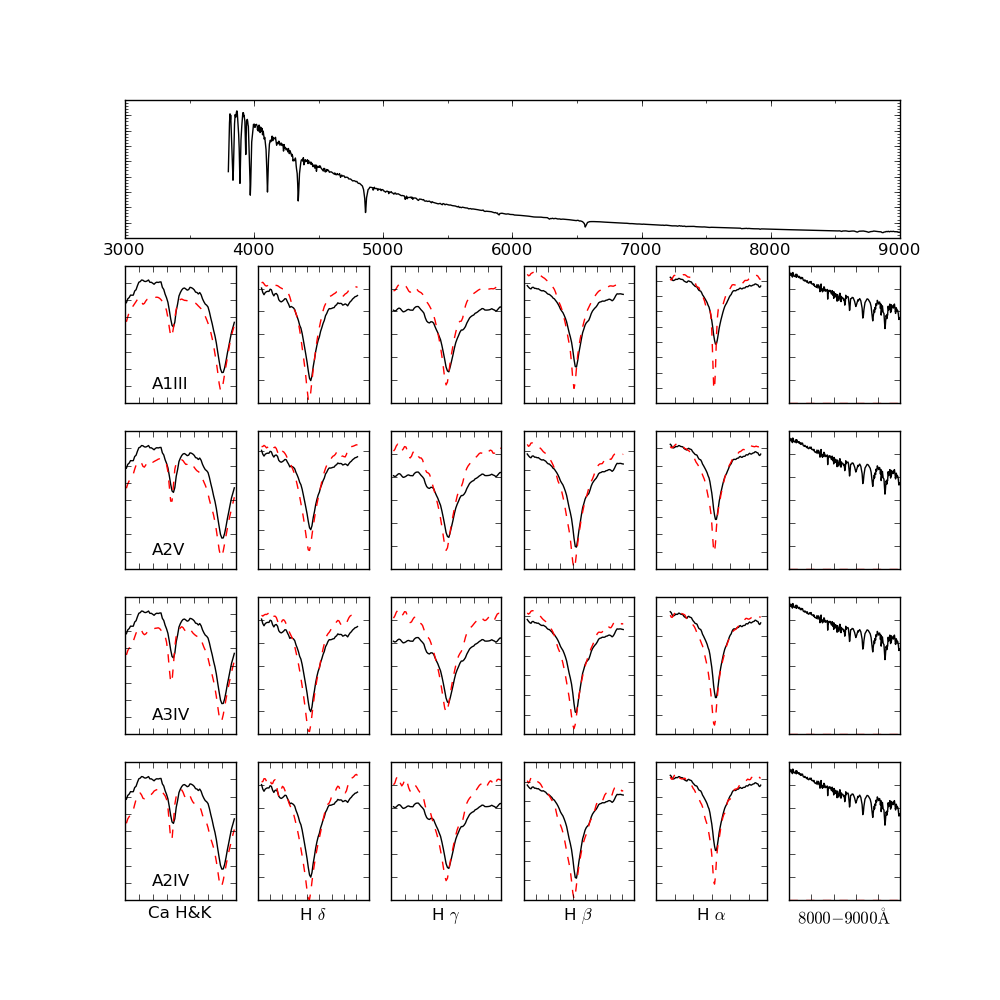 3000 4000 5000 6000 7000 8000 9000
A1III
A2V
A3IV
A2IV
Ca H&K H δ H γ H β H α 8000−9000Å